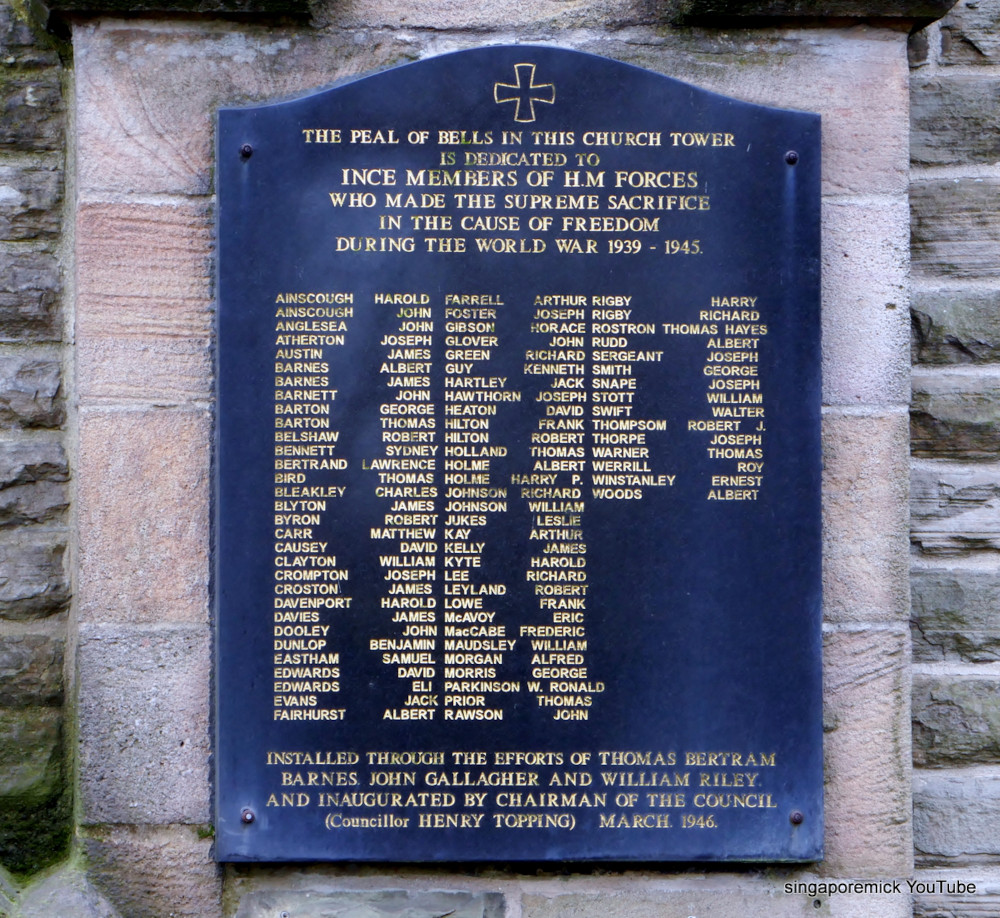 THE PEAL OF BELLS IN THIS CHURCH TOWER
IS DEDICATED TO
INCE MEMBERS OF H.M FORCES
WHO MADE THE SUPREME SACRIFICE
IN THE CAUSE OF FREEDOM
DURING THE WORLD WAR 1939 - 1945.
AINSCOUGH HAROLD FARRELL ARTHUR RIGBY HARRY
AINSCOUGH JOHN FOSTER JOSEPH RIGBY RICHARD
ANGLESEA JOHN GIBSON HORACE ROSTRON THOMAS HAYES
ATHERTON JOSEPH GLOVER JOHN RUDD ALBERT
AUSTIN JAMES GREEN RICHARD SERGEANT JOSEPH
BARNES ALBERT GUY KENNETH SMITH GEORGE
BARNES JAMES HARTLEY JACK SNAPE JOSEPH
BARNETT JOHN HAWTHORN JOSEPH STOTT WILLIAM
BARTON GEORGE HEATON DAVID SWIFT WALTER
BARTON THOMAS HILTON FRANK THOMPSOM ROBERT J.
BELSHAW ROBERT HILTON ROBERT THORPE JOSEPH
BENNETT SYDNEY HOLLAND THOMAS WARNER THOMAS
BERTRAND LAWRENCE HOLME ALBERT WERRILL ROY
BIRD THOMAS HOLME HARRY P. WINSTANLEY ERNEST
BLEAKLEY CHARLES JOHNSON RICHARD WOODS ALBERT
BLYTON JAMES JOHNSON WILLIAM
BYRON ROBERT JUKES LESLIE
CARR MATTHEW KAY ARTHUR
CAUSEY DAVID KELLY JAMES
CLAYTON WILLIAM KYTE HAROLD
CROMPTON JOSEPH LEE RICHARD
CROSTON JAMES LEYLAND ROBERT
DAVENPORT HAROLD LOWE FRANK
DAVIES JAMES McAVOY ERIC
DOOLEY JOHN MacCABE FREDERIC
DUNLOP BENJAMIN MAUDSLEY WILLIAM
EASTHAM SAMUEL MORGAN ALFRED
EDWARDS DAVID MORRIS GEORGE
EDWARDS ELI PARKINSON W. RONALD
EVANS JACK PRIOR THOMAS
FAIRHURST ALBERT RAWSON JOHN
INSTALLED THROUGH THE EFFORTS OF THOMAS BERTRAM
BARNES. JOHN GALLAGHER AND WILLIAM RILEY.
AND INAUGURATED BY CHAIRMAN OF THE COUNCIL
(Councillor HENRY TOPPING) MARCH. 1946.
singaporemick YouTube